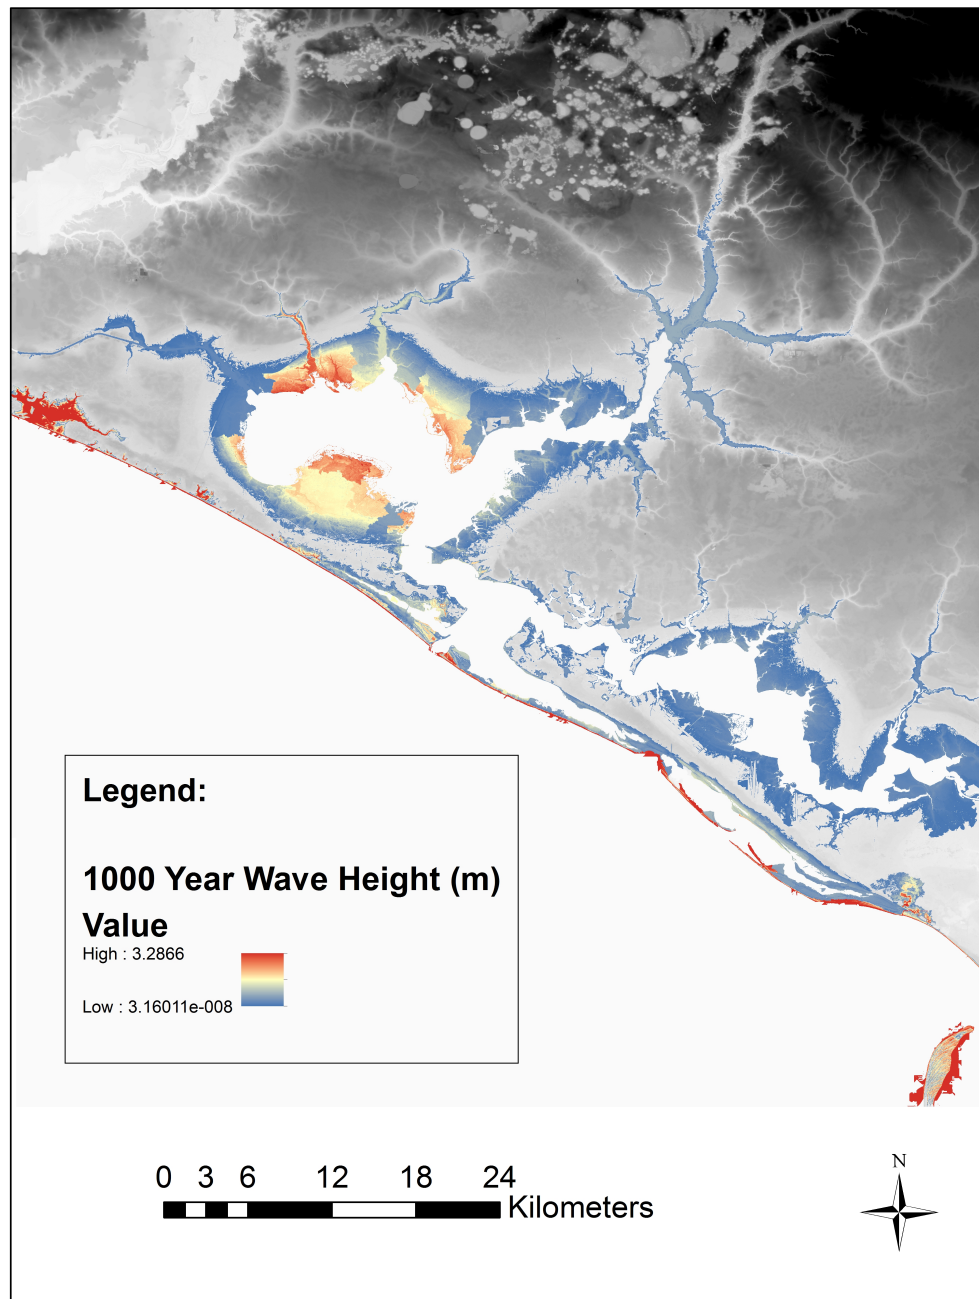 Legend:
1000 Year Wave Height (m)
Value
High : 3.2866
Low : 3.16011e-008
0 3 6 12 18 24
Kilometers
N